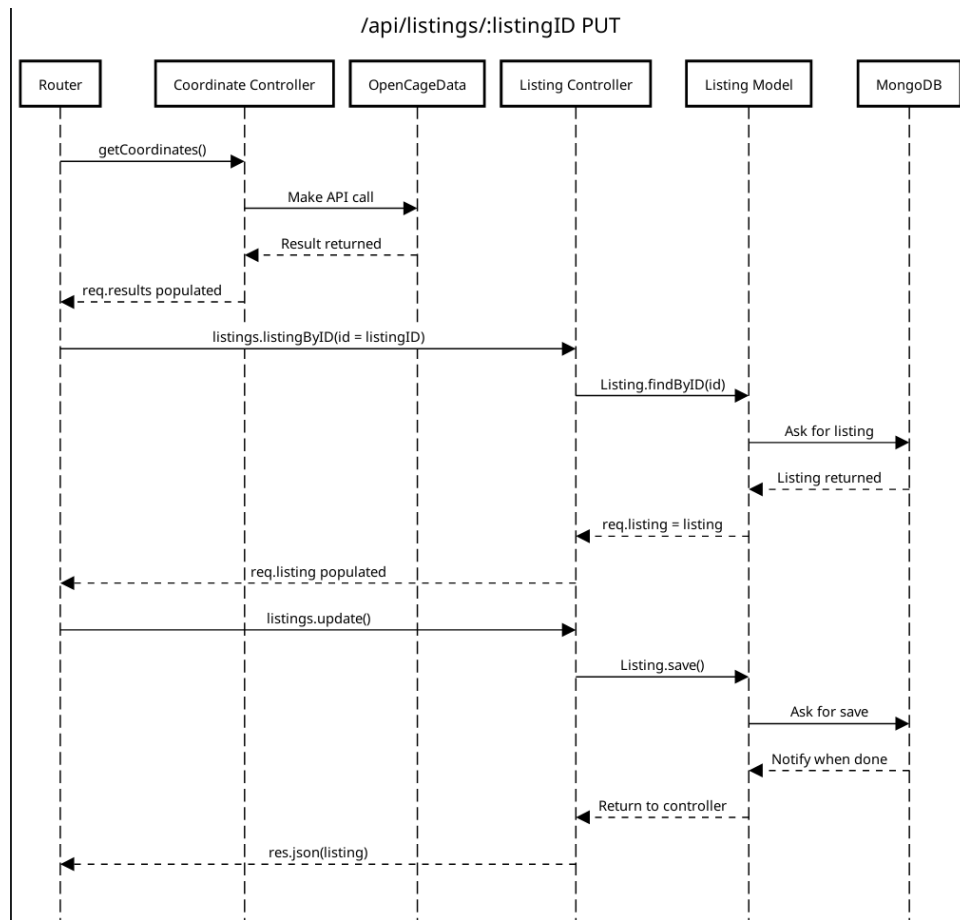 /api/listings/:listingID PUT
Router
Coordinate Controller
OpenCageData
Listing Controller
Listing Model
MongoDB
getCoordinates()
Make API call
Result returned
req.results populated
listings.listingByID(id = listingID)
Listing.findByID(id)
Ask for listing
Listing returned
req.listing = listing
req.listing populated
listings.update()
Listing.save()
Ask for save
Notify when done
Return to controller
res.json(listing)